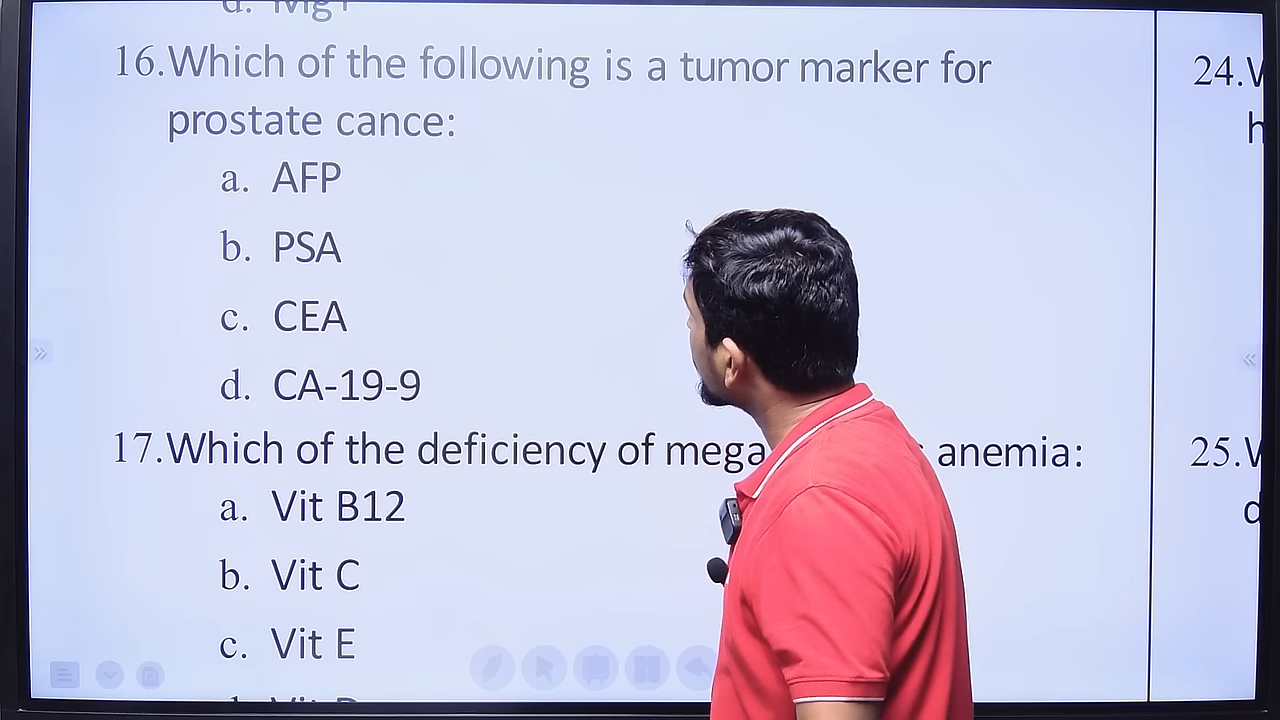 d. Mg+
16.Which of the following is a tumor marker for
prostate cance:
a. AFP
b. PSA
c. CEA
d. CA-19-9
17.Which of the deficiency of mega anemia:
a. Vit B12
b. Vit C
c. Vit E
24.
25.